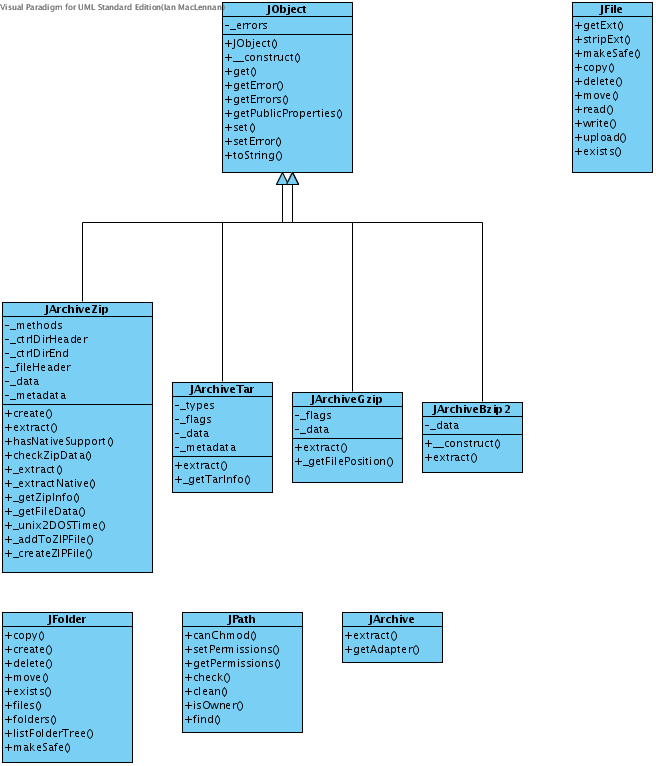 Visual Paradigm for UML Standard Edition(Ian MacLennan)
JObject
-_errors
+JObject()
+__construct()
+get()
+getError()
+getErrors()
+getPublicProperties()
+set()
+setError()
+toString()
JFile
+getExt()
+stripExt()
+makeSafe()
+copy()
+delete()
+move()
+read()
+write()
+upload()
+exists()
JArchiveZip
-_methods
-_ctrlDirHeader
-_ctrlDirEnd
-_fileHeader
-_data
-_metadata
+create()
+extract()
+hasNativeSupport()
+checkZipData()
+_extract()
+_extractNative()
+_getZipInfo()
+_getFileData()
+_unix2DOSTime()
+_addToZIPFile()
+_createZIPFile()
JArchiveTar
-_types
-_flags
-_data
-_metadata
+extract()
+_getTarInfo()
JArchiveGzip
-_flags
-_data
+extract()
+_getFilePosition()
JArchiveBzip2
-_data
+__construct()
+extract()
JFolder
+copy()
+create()
+delete()
+move()
+exists()
+files()
+folders()
+listFolderTree()
+makeSafe()
JPath
+canChmod()
+setPermissions()
+getPermissions()
+check()
+clean()
+isOwner()
+find()
JArchive
+extract()
+getAdapter()